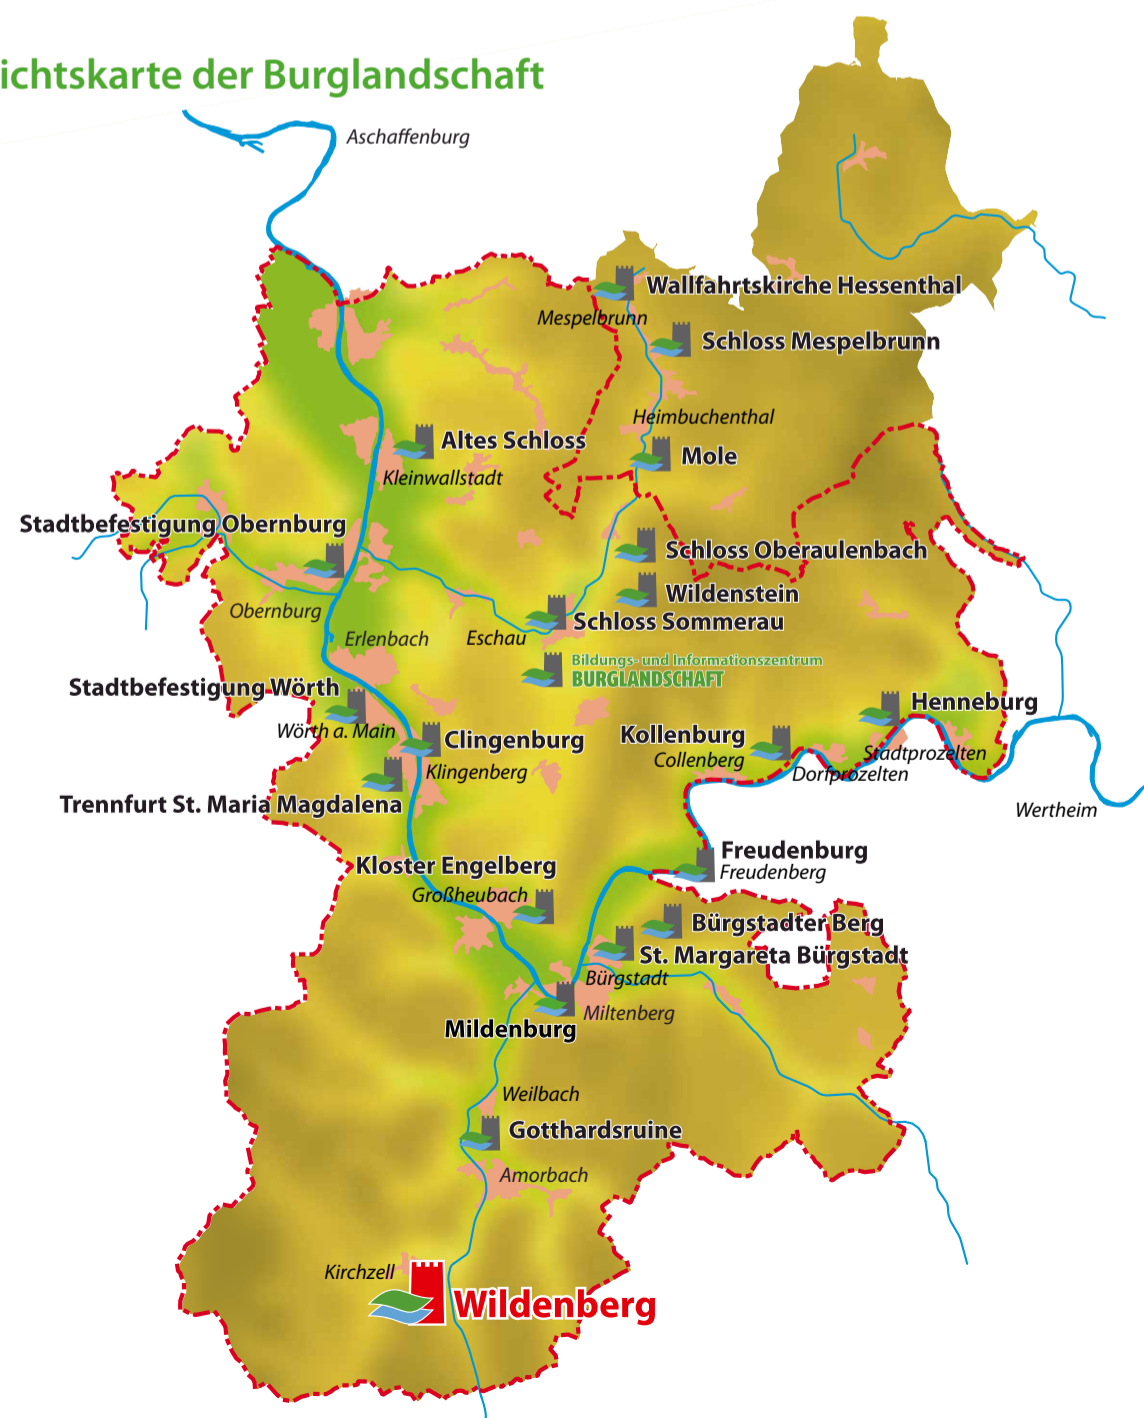 ichtskarte der Burglandschaft
Aschaffenburg
Wallfahrtskirche Hessenthal
Mespelbrunn
Schloss Mespelbrunn
Heimbuchenthal
Altes Schloss
Mole
Kleinwallstadt
Stadtbefestigung Obernburg
Schloss Oberaulenbach
Wildenstein
Obernburg
Schloss Sommerau
Erlenbach
Eschau
Bildungs- und Informationszentrum
BURGLANDSCHAFT
Stadtbefestigung Wörth
Henneburg
Wörth a. Main
Clingenburg
Kollenburg
Stadtprozelten
Collenberg
Klingenberg
Dorfprozelten
Trennfurt St. Maria Magdalena
Wertheim
Freudenburg
Kloster Engelberg
Freudenberg
Großheubach
Bürgstadter Berg
St. Margareta Bürgstadt
Bürgstadt
Miltenberg
Mildenburg
Weilbach
Gotthardsruine
Amorbach
Kirchzell
Wildenberg